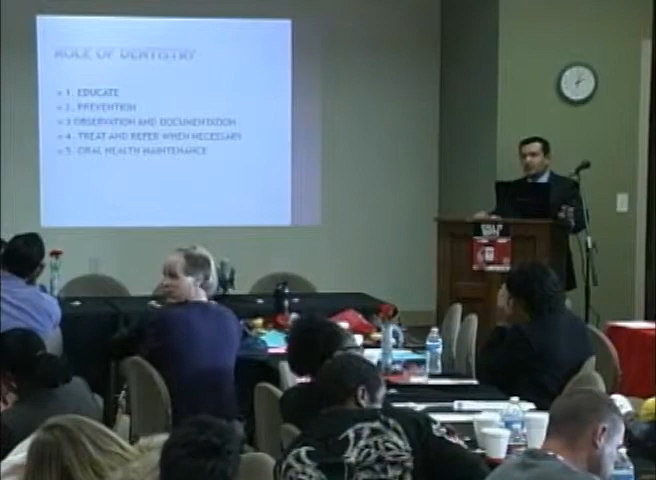 ROLE OF DENTISTRY
1. EDUCATE
2. PREVENTION
3 OBSERVATION AND DOCUMENTATION
4. TREAT AND REFER WHEN NECESSARY
5. ORAL HEALTH MAINTENANCE